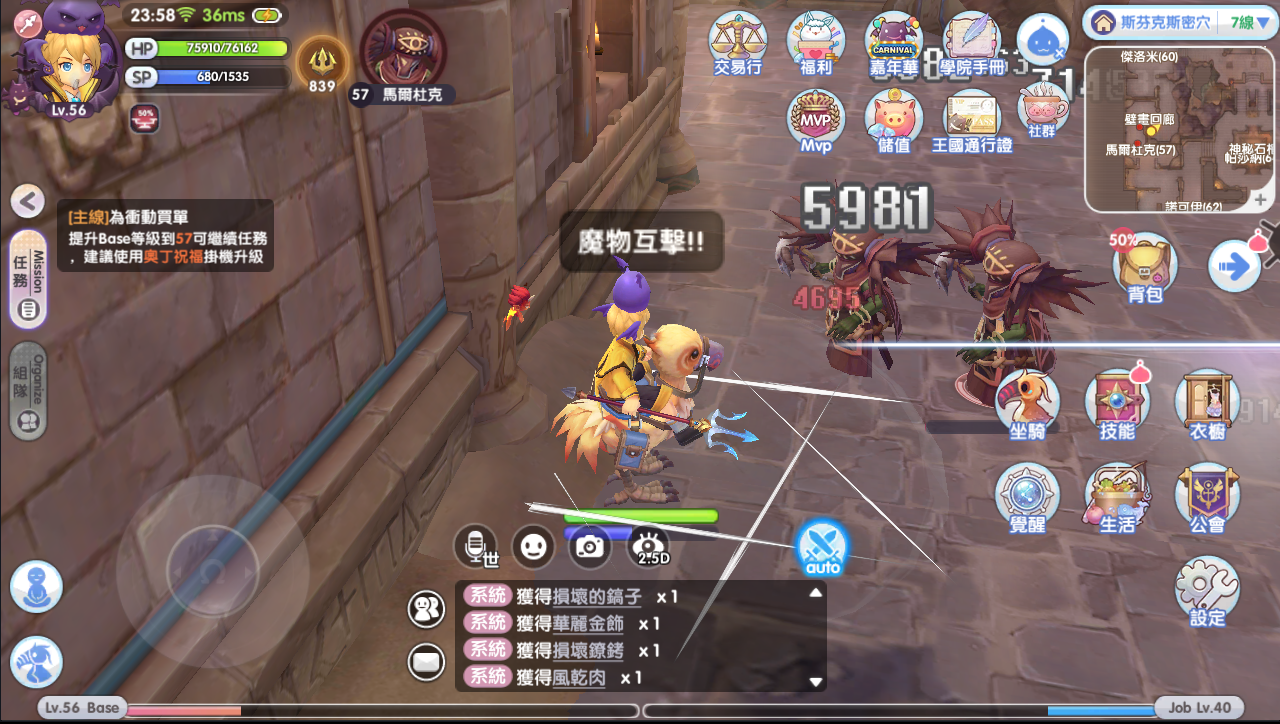 23:58 36ms
HP 75910/76162
SP 680/1535
Lv.56
50%
839
57 馬爾杜克
交易行
福利
CARNIVAL
嘉年華
學院手冊
MVP
Mvp
儲值
PASS
王國通行證
社群
斯芬克斯密穴 7線
傑洛米(60)
壁畫回廊
馬爾杜克(57)
諾可伊(62)
[主線]為衝動買單
提升Base等級到57可繼續任務
，建議使用奧丁祝福掛機升級
Mission
任務
Organize
組隊
魔物互擊!!
5981
4695
50%
背包
坐騎
技能
衣櫥
覺醒
生活
公會
設定
世
2.5D
auto
系統 獲得損壞的鎬子 x1
系統 獲得華麗金飾 x1
系統 獲得損壞鐐銬 x1
系統 獲得風乾肉 x1
Lv.56 Base
Job Lv.40